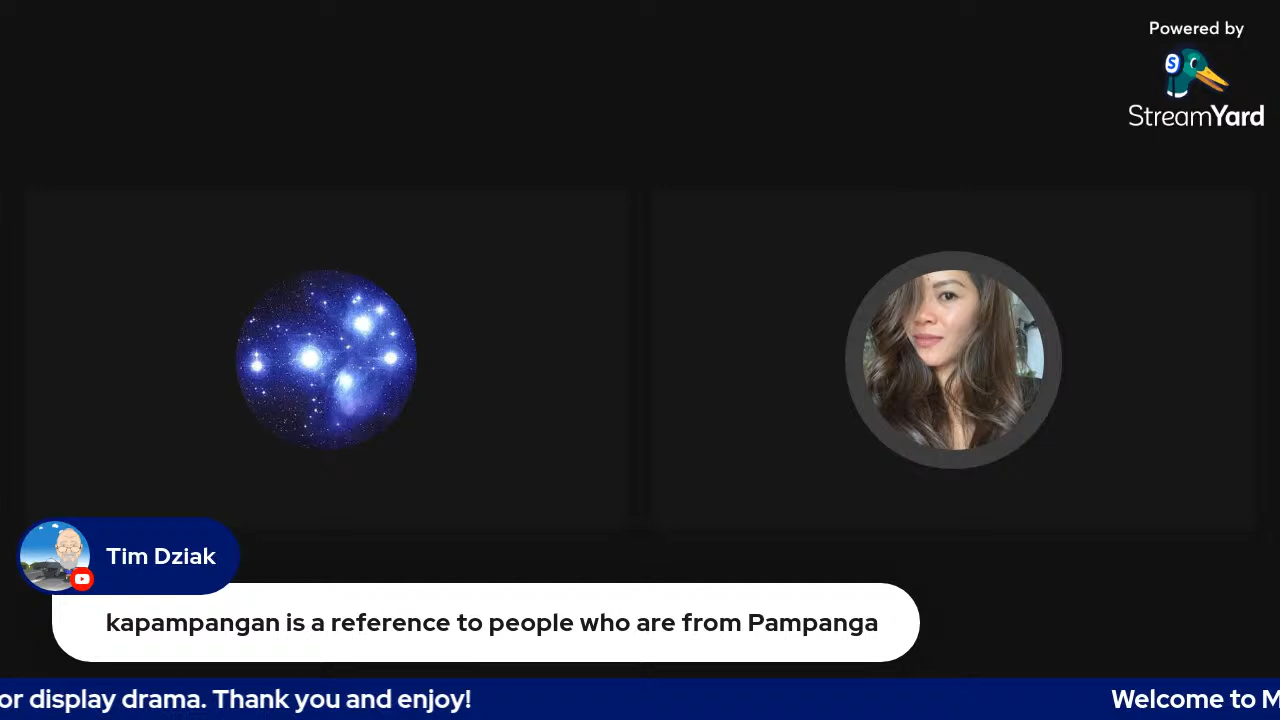 Powered by
S
StreamYard
Tim Dziak
kapampangan is a reference to people who are from Pampanga
or display drama. Thank you and enjoy!
Welcome to M